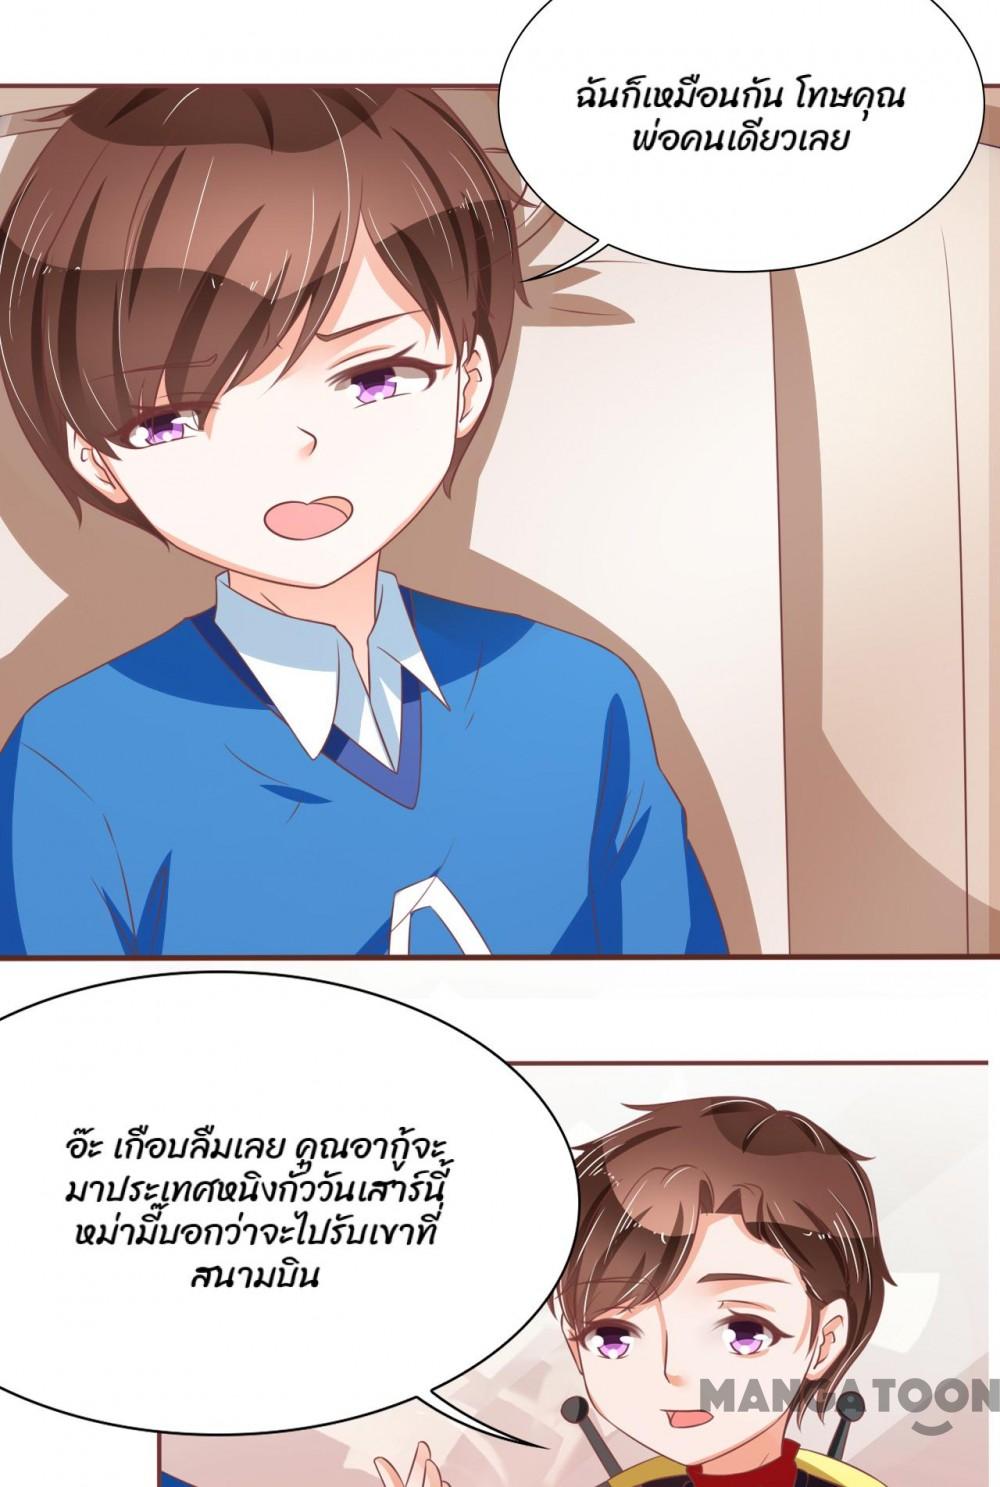 ฉันก็เหมือนกัน โทษคุณ
พ่อคนเดียวเลย
อ๊ะ เกือบลืมเลย คุณอากู้จะ
มาประเทศหนิงกั๋ววันเสาร์นี้
หม่ามี๊บอกว่าจะไปรับเขาที่
สนามบิน
MANGATOON